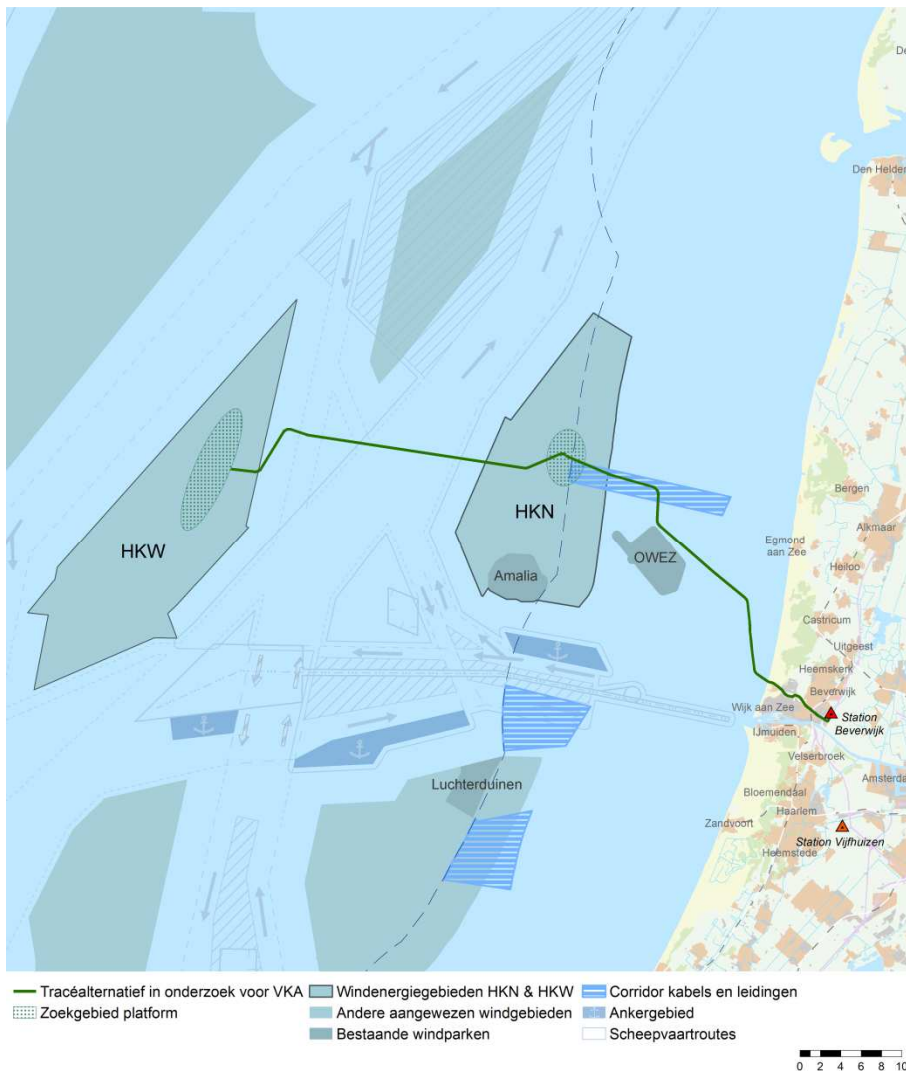 De
Den Helder
Bergen
HKN
Alkmaar
Egmond
aan Zee
HKW
OWEZ
Heiloo
Amalia
Castricum
Uitgeest
Heemskerk
Beverwijk
Wijk aan Zee
Station
Beverwijk
IJmuiden
Velserbroek
Luchterduinen
Amsterda
Bloemendaal
Haarlem
Zandvoort
Station Vijfhuizen
Heemstede
Tracéalternatief in onderzoek voor VKA
Windenergiegebieden HKN & HKW
Corridor kabels en leidingen
Zoekgebied platform
Andere aangewezen windgebieden
Ankergebied
Bestaande windparken
Scheepvaartroutes
0 2 4 6 8 10